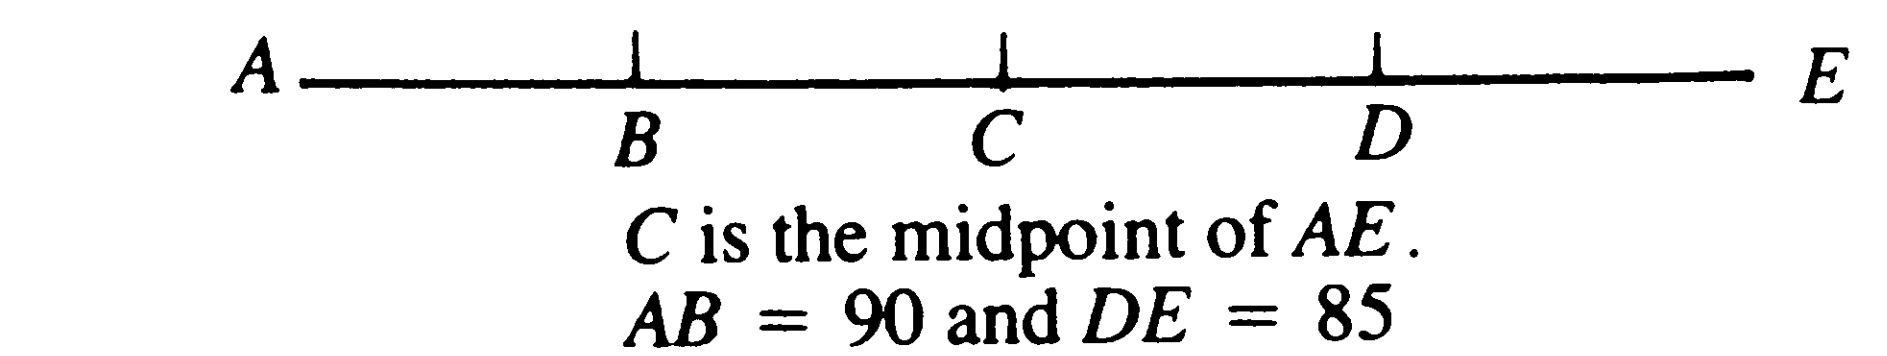 A E
B C D
C is the midpoint of AE.
AB = 90 and DE = 85